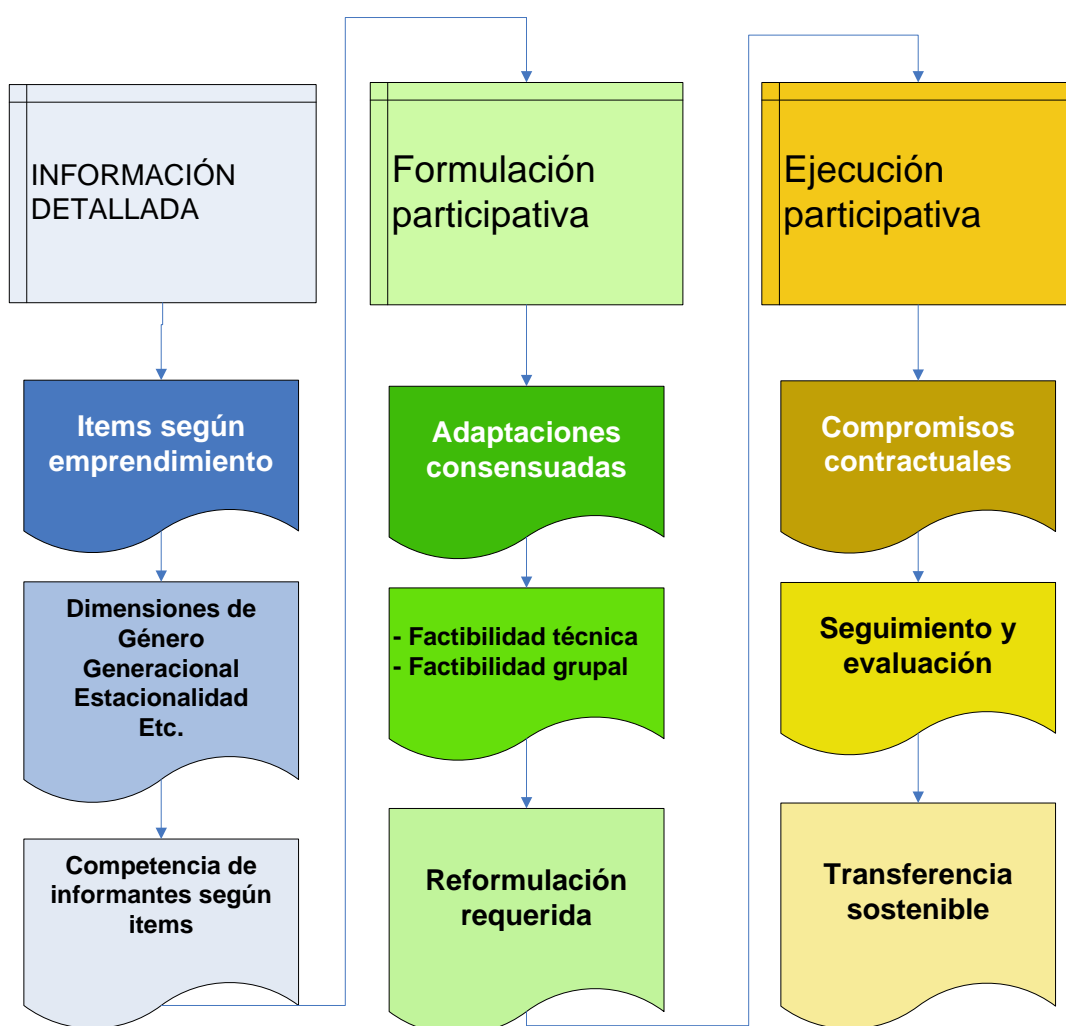 INFORMACIÓN
DETALLADA
Items según
emprendimiento
Dimensiones de
Género
Generacional
Estacionalidad
Etc.
Competencia de
informantes según
items
Formulación
participativa
Adaptaciones
consensuadas
- Factibilidad técnica
- Factibilidad grupal
Reformulación
requerida
Ejecución
participativa
Compromisos
contractuales
Seguimiento y
evaluación
Transferencia
sostenible